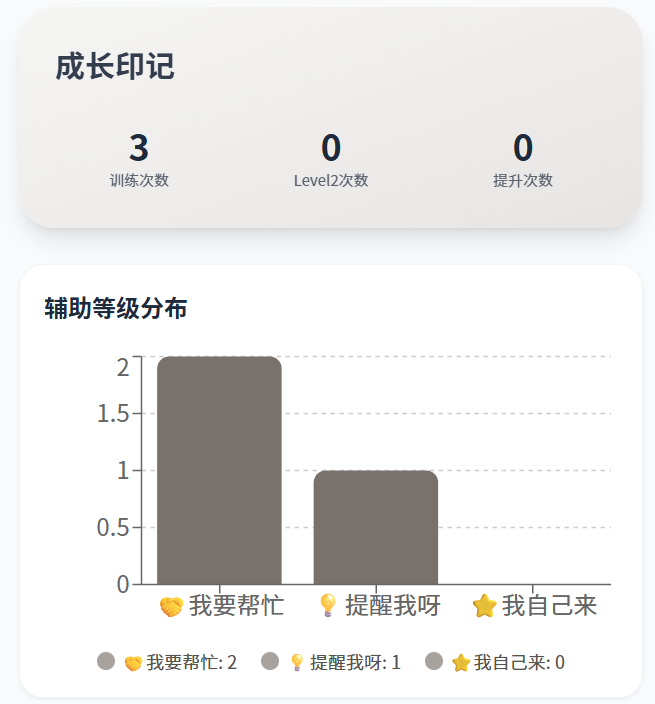 成长印记
3 0 0
训练次数 Level2次数 提升次数
辅助等级分布
2
1.5
1
0.5
0
🤝我要帮忙 💡提醒我呀 ⭐我自己来
🤝我要帮忙: 2 💡提醒我呀: 1 ⭐我自己来: 0